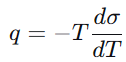 q = −T dσ/dT